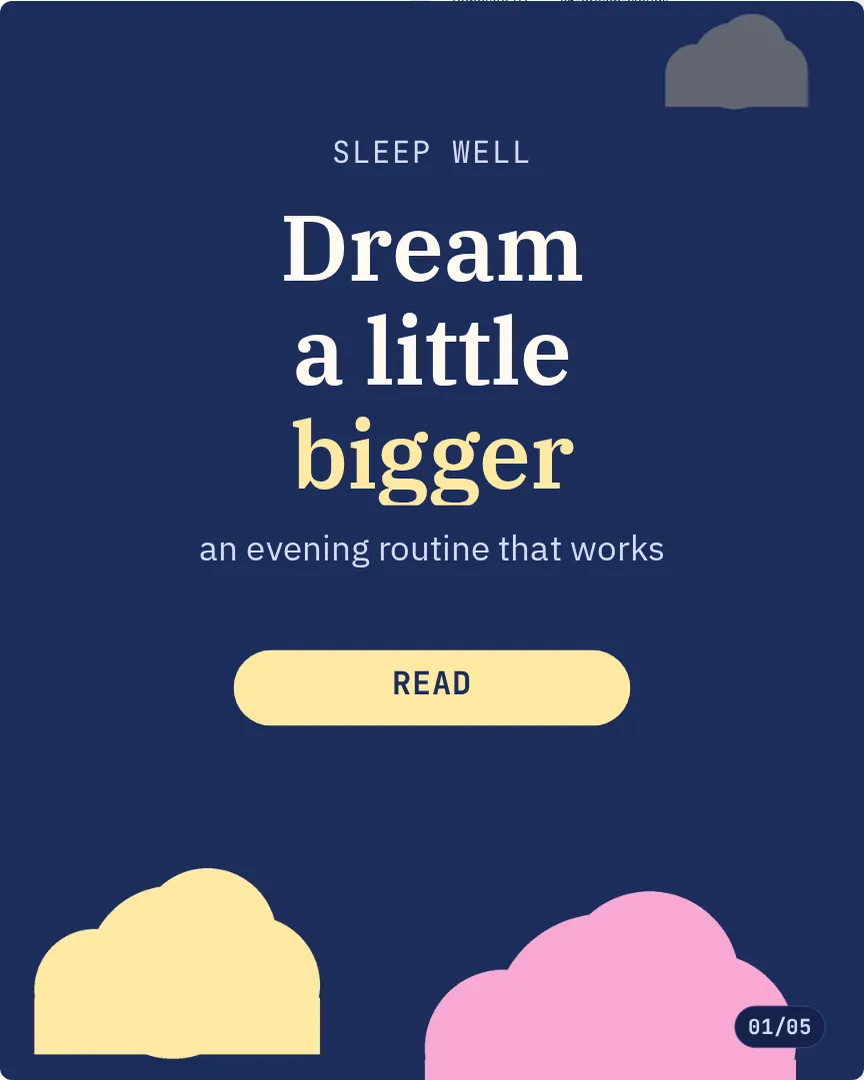 SLEEP WELL
Dream
a little
bigger
an evening routine that works
READ
01/05